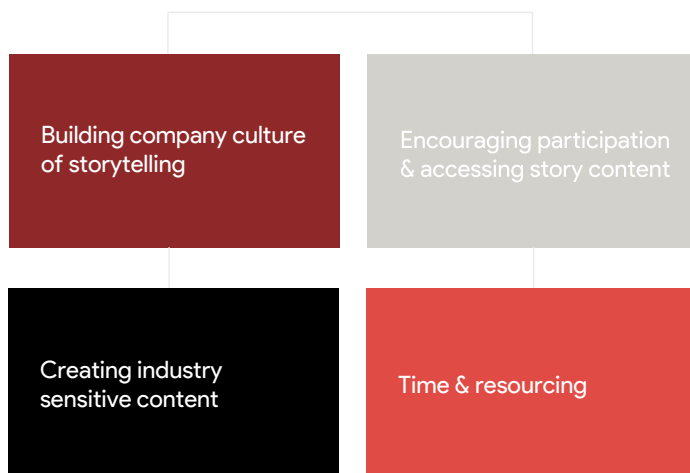 Building company culture
of storytelling
Encouraging participation
& accessing story content
Creating industry
sensitive content
Time & resourcing